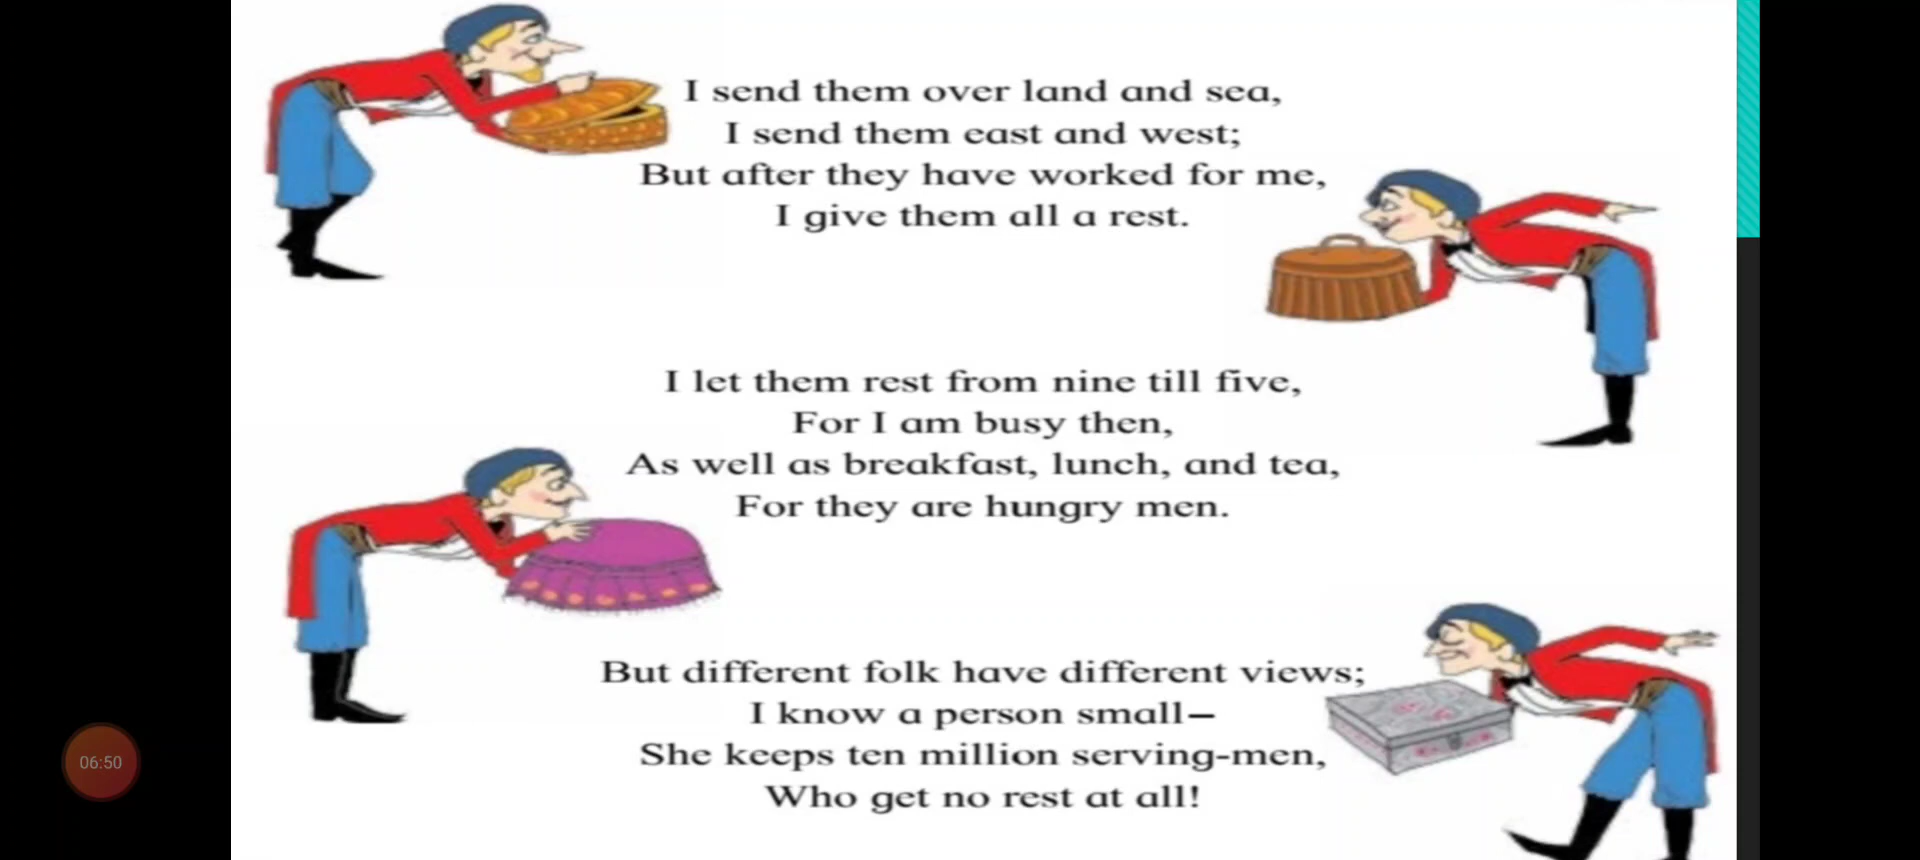 I send them over land and sea,
I send them east and west;
But after they have worked for me,
I give them all a rest.
I let them rest from nine till five,
For I am busy then,
As well as breakfast, lunch, and tea,
For they are hungry men.
But different folk have different views;
I know a person small—
She keeps ten million serving-men,
Who get no rest at all!
06:50